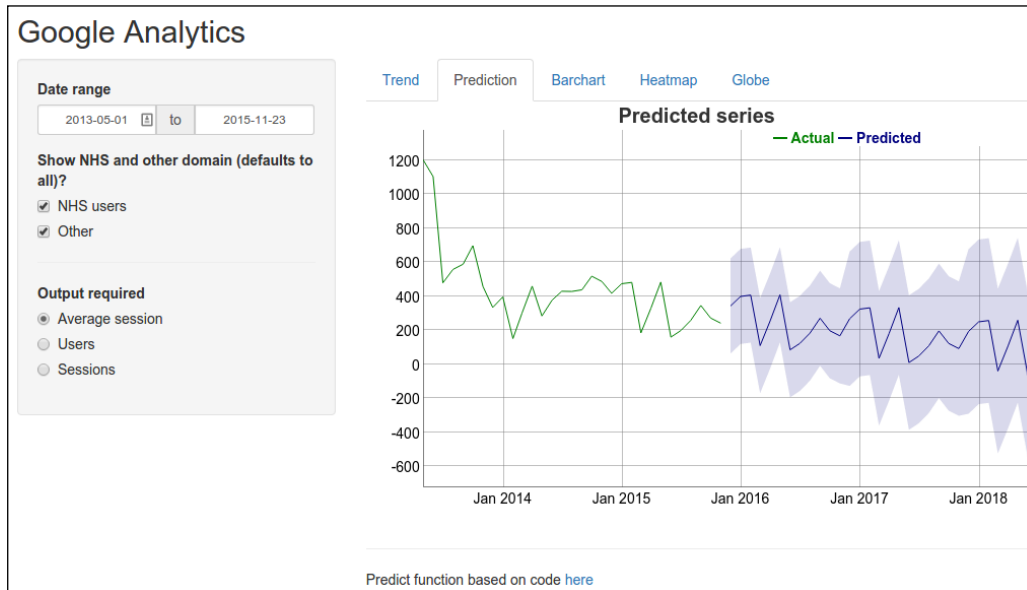 Google Analytics
Date range
2013-05-01 to 2015-11-23
Show NHS and other domain (defaults to
all)?
NHS users
Other
Output required
Average session
Users
Sessions
Trend Prediction Barchart Heatmap Globe
Predicted series
Actual Predicted
1200
1000
800
600
400
200
0
-200
-400
-600
Jan 2014 Jan 2015 Jan 2016 Jan 2017 Jan 2018
Predict function based on code here